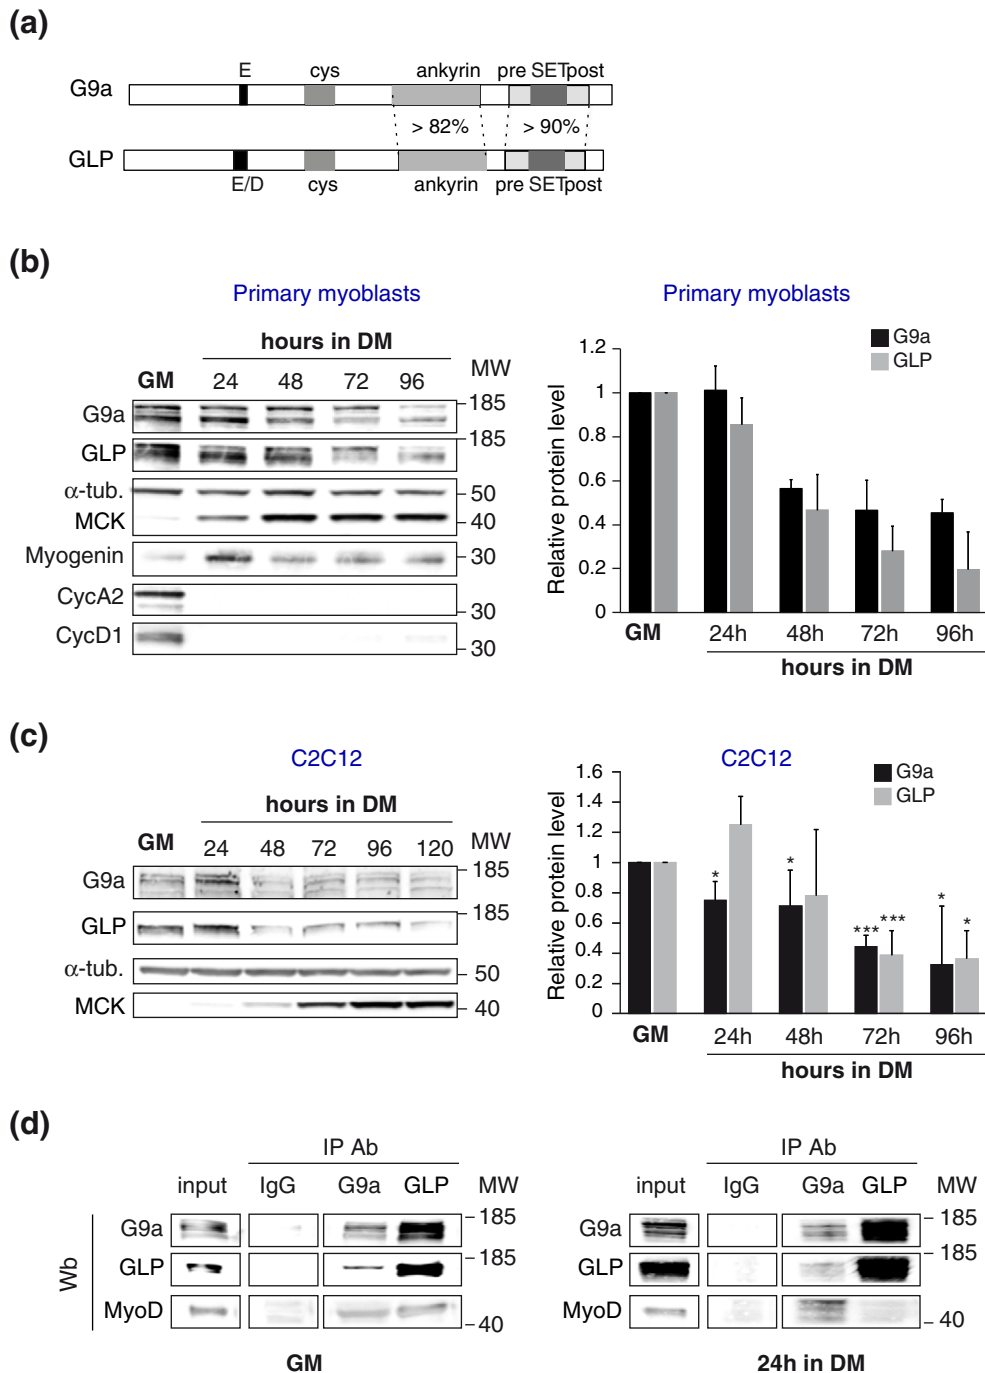 (a)
E cys ankyrin pre SETpost
G9a
> 82% > 90%
GLP
E/D cys ankyrin pre SETpost
(b)
Primary myoblasts
hours in DM
GM 24 48 72 96 MW
G9a 185
GLP 185
α-tub. 50
MCK 40
Myogenin 30
CycA2 30
CycD1 30
Primary myoblasts
G9a
GLP
Relative protein level
1.2
1
0.8
0.6
0.4
0.2
0
GM 24h 48h 72h 96h
hours in DM
(c)
C2C12
hours in DM
GM 24 48 72 96 120 MW
G9a 185
GLP 185
α-tub. 50
MCK 40
C2C12
G9a
GLP
Relative protein level
1.6
1.4
1.2
1
0.8
0.6
0.4
0.2
0
* * *** *** * *
GM 24h 48h 72h 96h
hours in DM
(d)
IP Ab
input IgG G9a GLP MW
Wb
G9a 185
GLP 185
MyoD 40
GM
IP Ab
input IgG G9a GLP MW
G9a 185
GLP 185
MyoD 40
24h in DM